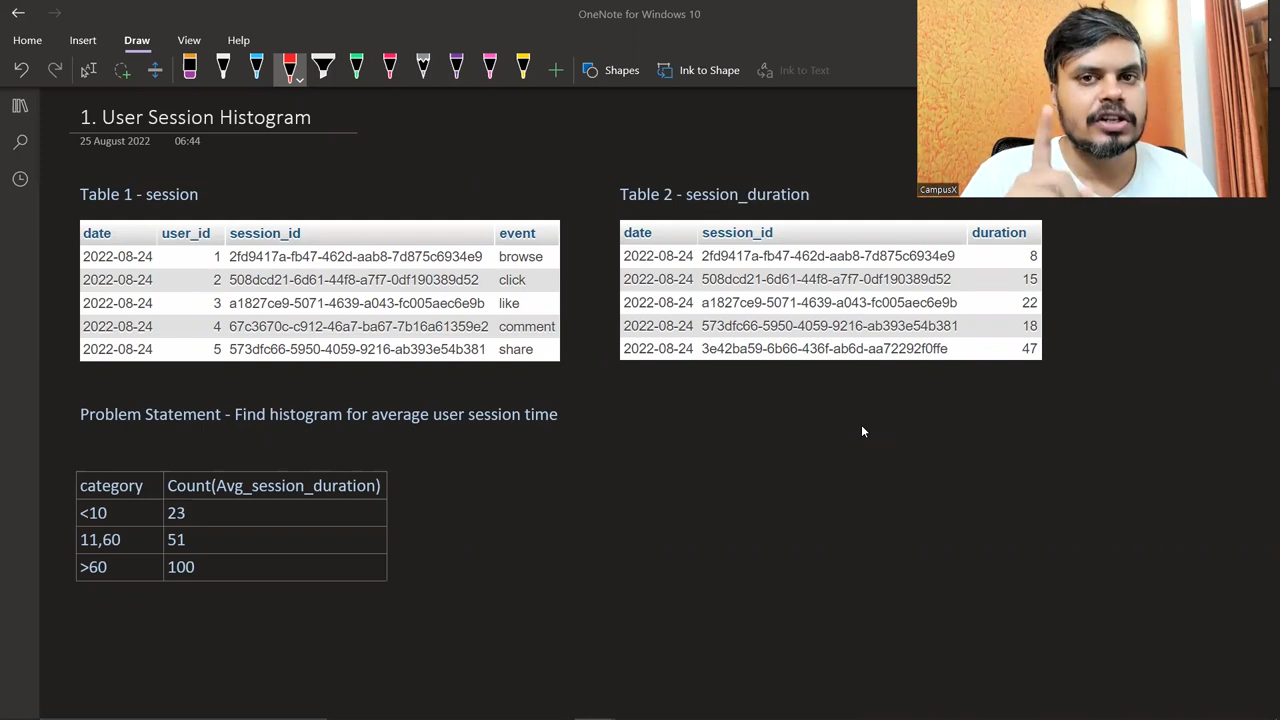 OneNote for Windows 10
Home Insert Draw View Help
Shapes Ink to Shape Ink to Text
1. User Session Histogram
25 August 2022 06:44
CampusX
Table 1 - session
date user_id session_id event
2022-08-24 1 2fd9417a-fb47-462d-aab8-7d875c6934e9 browse
2022-08-24 2 508dcd21-6d61-44f8-a7f7-0df190389d52 click
2022-08-24 3 a1827ce9-5071-4639-a043-fc005aec6e9b like
2022-08-24 4 67c3670c-c912-46a7-ba67-7b16a61359e2 comment
2022-08-24 5 573dfc66-5950-4059-9216-ab393e54b381 share
Table 2 - session_duration
date session_id duration
2022-08-24 2fd9417a-fb47-462d-aab8-7d875c6934e9 8
2022-08-24 508dcd21-6d61-44f8-a7f7-0df190389d52 15
2022-08-24 a1827ce9-5071-4639-a043-fc005aec6e9b 22
2022-08-24 573dfc66-5950-4059-9216-ab393e54b381 18
2022-08-24 3e42ba59-6b66-436f-ab6d-aa72292f0ffe 47
Problem Statement - Find histogram for average user session time
category Count(Avg_session_duration)
<10 23
11,60 51
>60 100